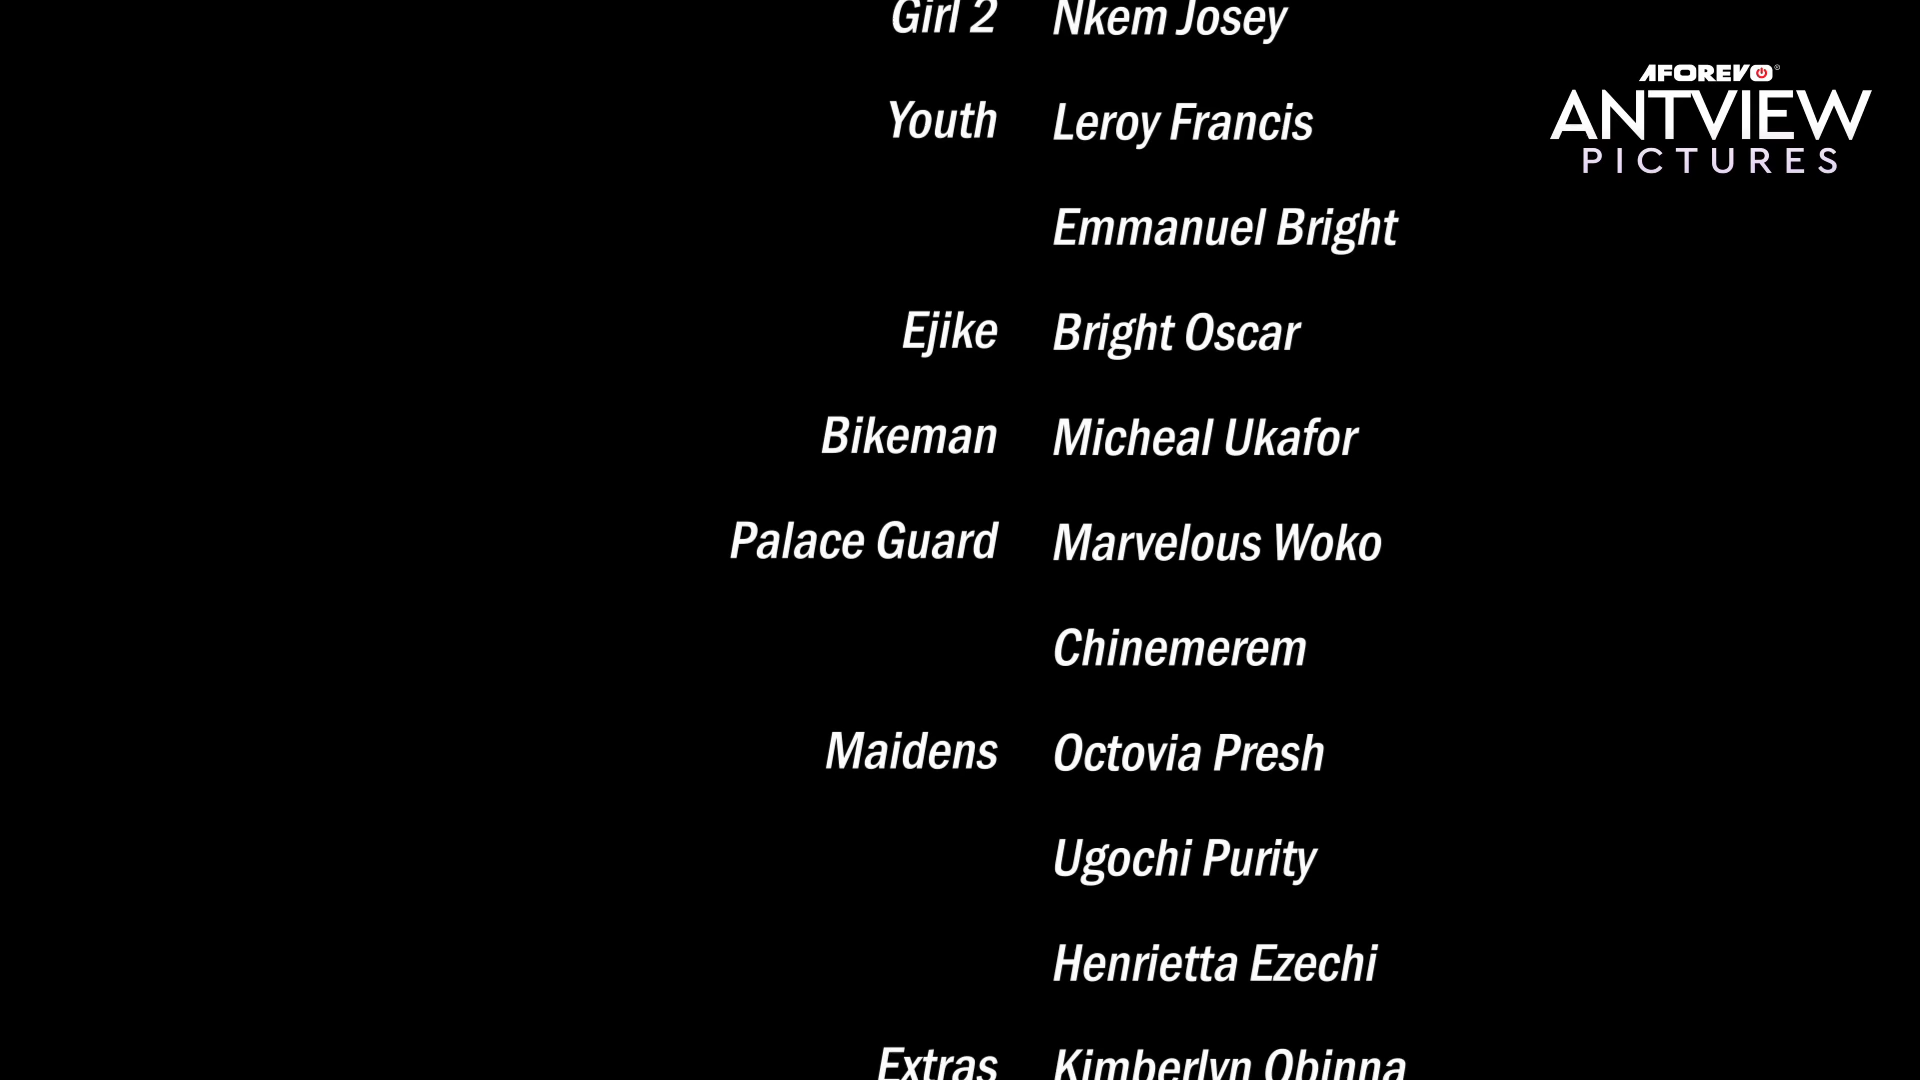 Girl 2 Nkem Josey
AFOREVO
ANTVIEW
PICTURES
Youth Leroy Francis
Emmanuel Bright
Ejike Bright Oscar
Bikeman Micheal Ukafor
Palace Guard Marvelous Woko
Chinemerem
Maidens Octovia Presh
Ugochi Purity
Henrietta Ezechi
Extras Kimberlyn Obinna